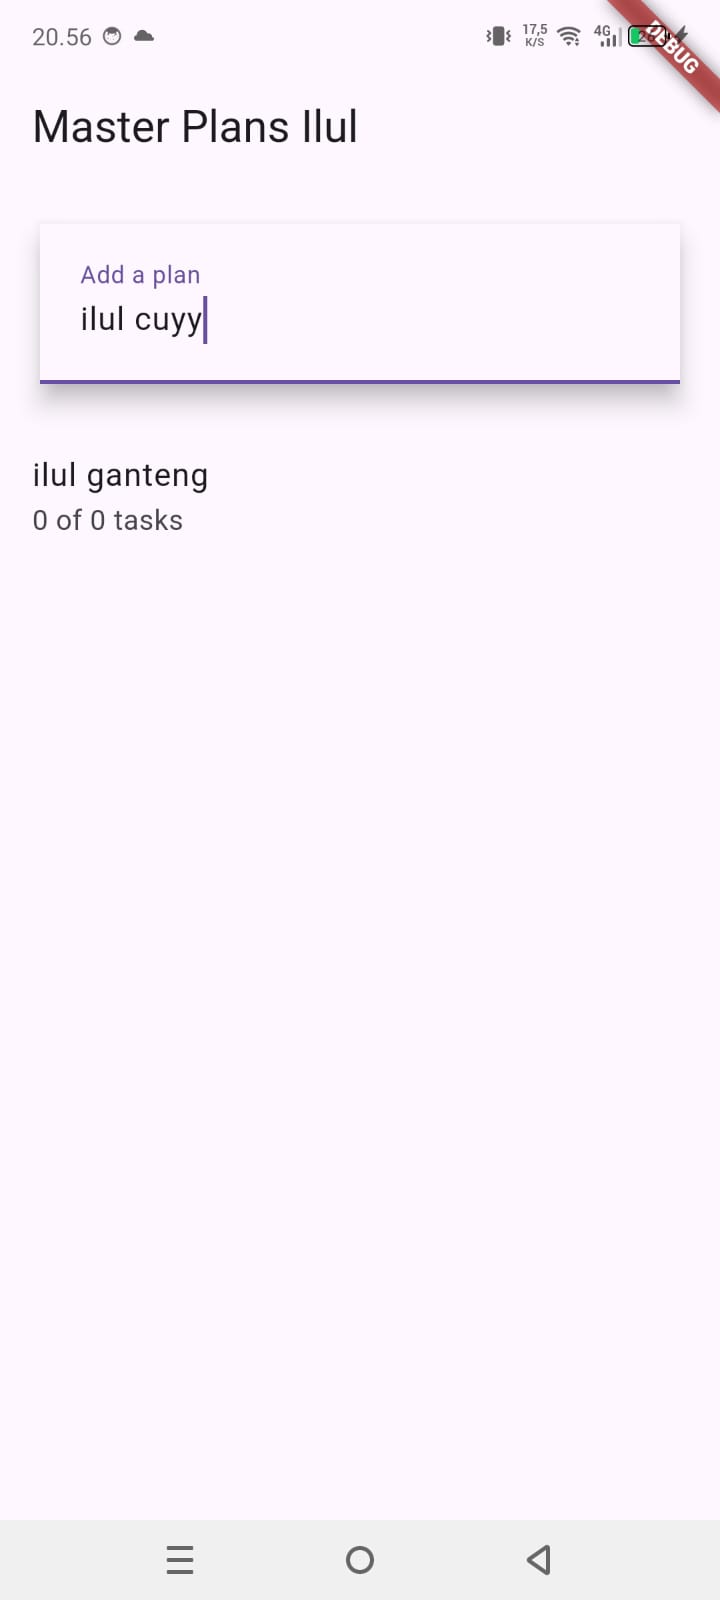 20.56
17,5
K/S
4G
DEBUG
Master Plans Ilul
Add a plan
ilul cuyy
ilul ganteng
0 of 0 tasks